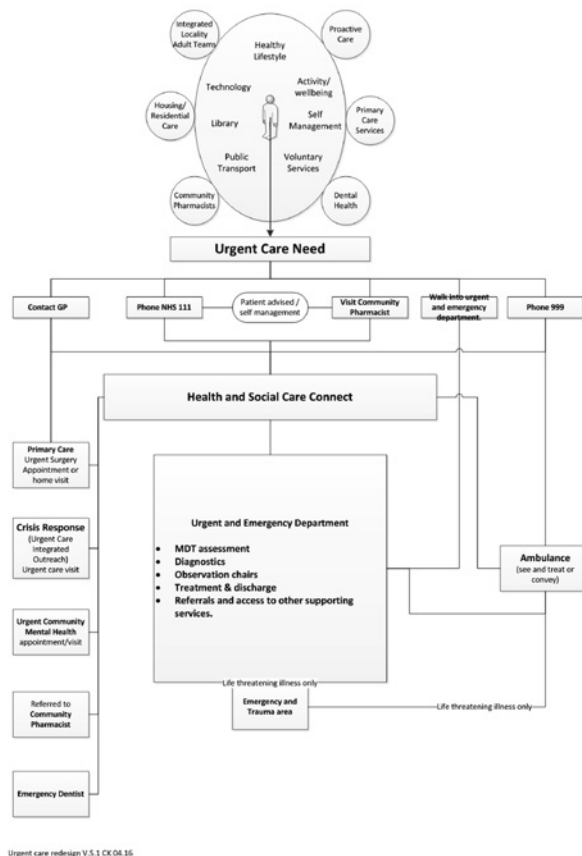 Integrated
Locality
Adult Teams
Proactive
Care
Healthy
Lifestyle
Technology
Activity/
wellbeing
Housing/
Residential
Care
Library
Self
Management
Primary
Care
Services
Public
Transport
Voluntary
Services
Community
Pharmacists
Dental
Health
Urgent Care Need
Contact GP
Phone NHS 111
Patient advised /
self management
Visit Community
Pharmacist
Walk into urgent
and emergency
department.
Phone 999
Health and Social Care Connect
Primary Care
Urgent Surgery
Appointment or
home visit
Crisis Response
(Urgent Care
Integrated
Outreach)
Urgent care visit
Urgent Community
Mental Health
appointment/visit
Referred to
Community
Pharmacist
Emergency Dentist
Urgent and Emergency Department
• MDT assessment
• Diagnostics
• Observation chairs
• Treatment & discharge
• Referrals and access to other supporting
services.
Ambulance
(see and treat or
convey)
Life threatening illness only
Emergency and
Trauma area
Life threatening illness only
Urgent care redesign V.5.1 CK 04.16